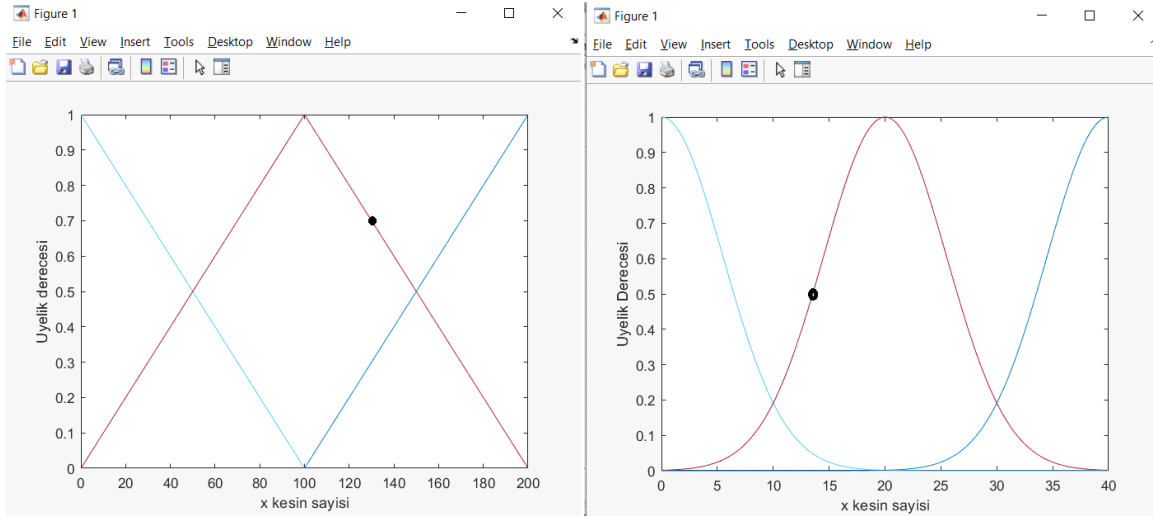 Figure 1
File Edit View Insert Tools Desktop Window Help
1
0.9
0.8
0.7
0.6
0.5
0.4
0.3
0.2
0.1
0
Uyelik derecesi
0 20 40 60 80 100 120 140 160 180 200
x kesin sayisi
Figure 1
File Edit View Insert Tools Desktop Window Help
1
0.9
0.8
0.7
0.6
0.5
0.4
0.3
0.2
0.1
0
Uyelik Derecesi
0 5 10 15 20 25 30 35 40
x kesin sayisi